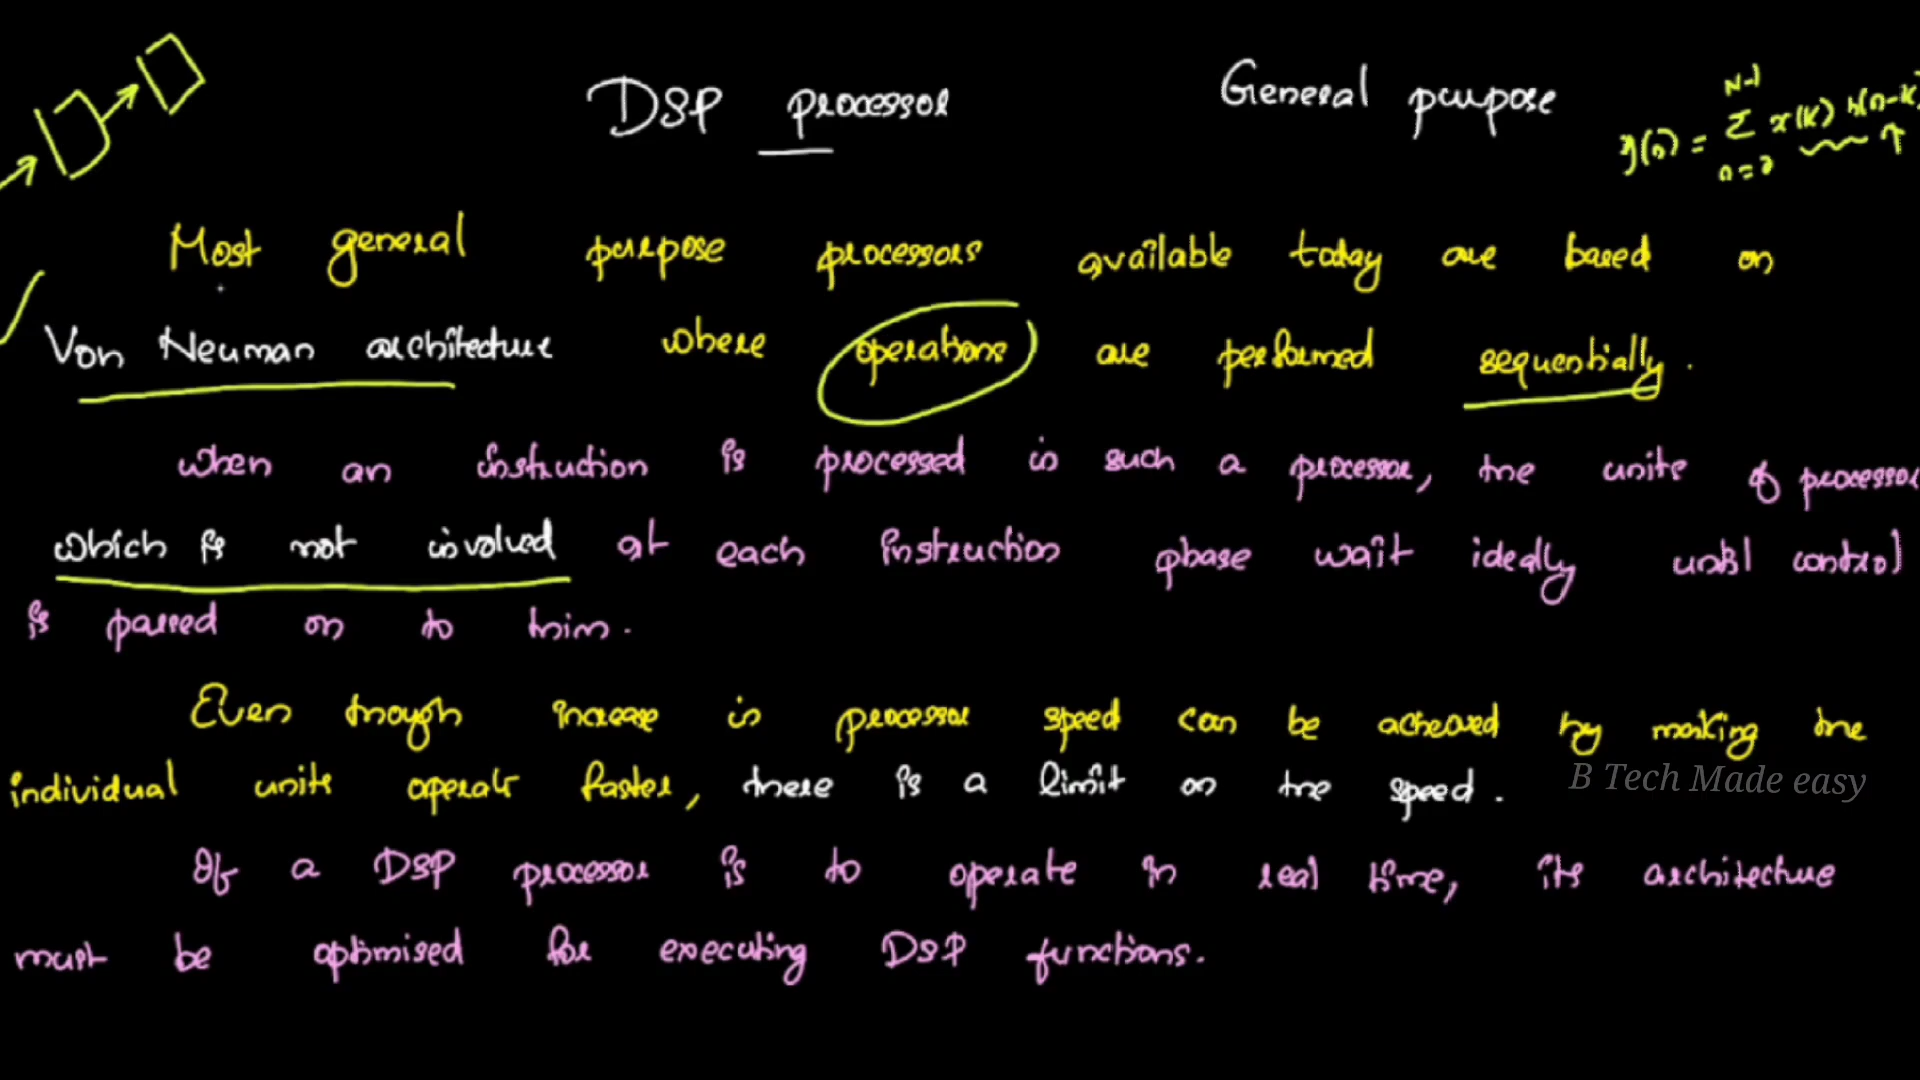 DSP processor General purpose
y(n) = N-1 Σ n=0 x(k) h(n-k)
Most general purpose processors available today are based on
Von Neuman architecture where operations are performed sequentially.
When an instruction is processed in such a processor, the units of processor
which is not involved at each instruction phase wait ideally until control
is passed on to them.
Even though increase in processor speed can be acheived by making the
individual units operate faster, there is a limit on the speed.
B Tech Made easy
If a DSP processor is to operate in real time, its architecture
must be optimised for executing DSP functions.